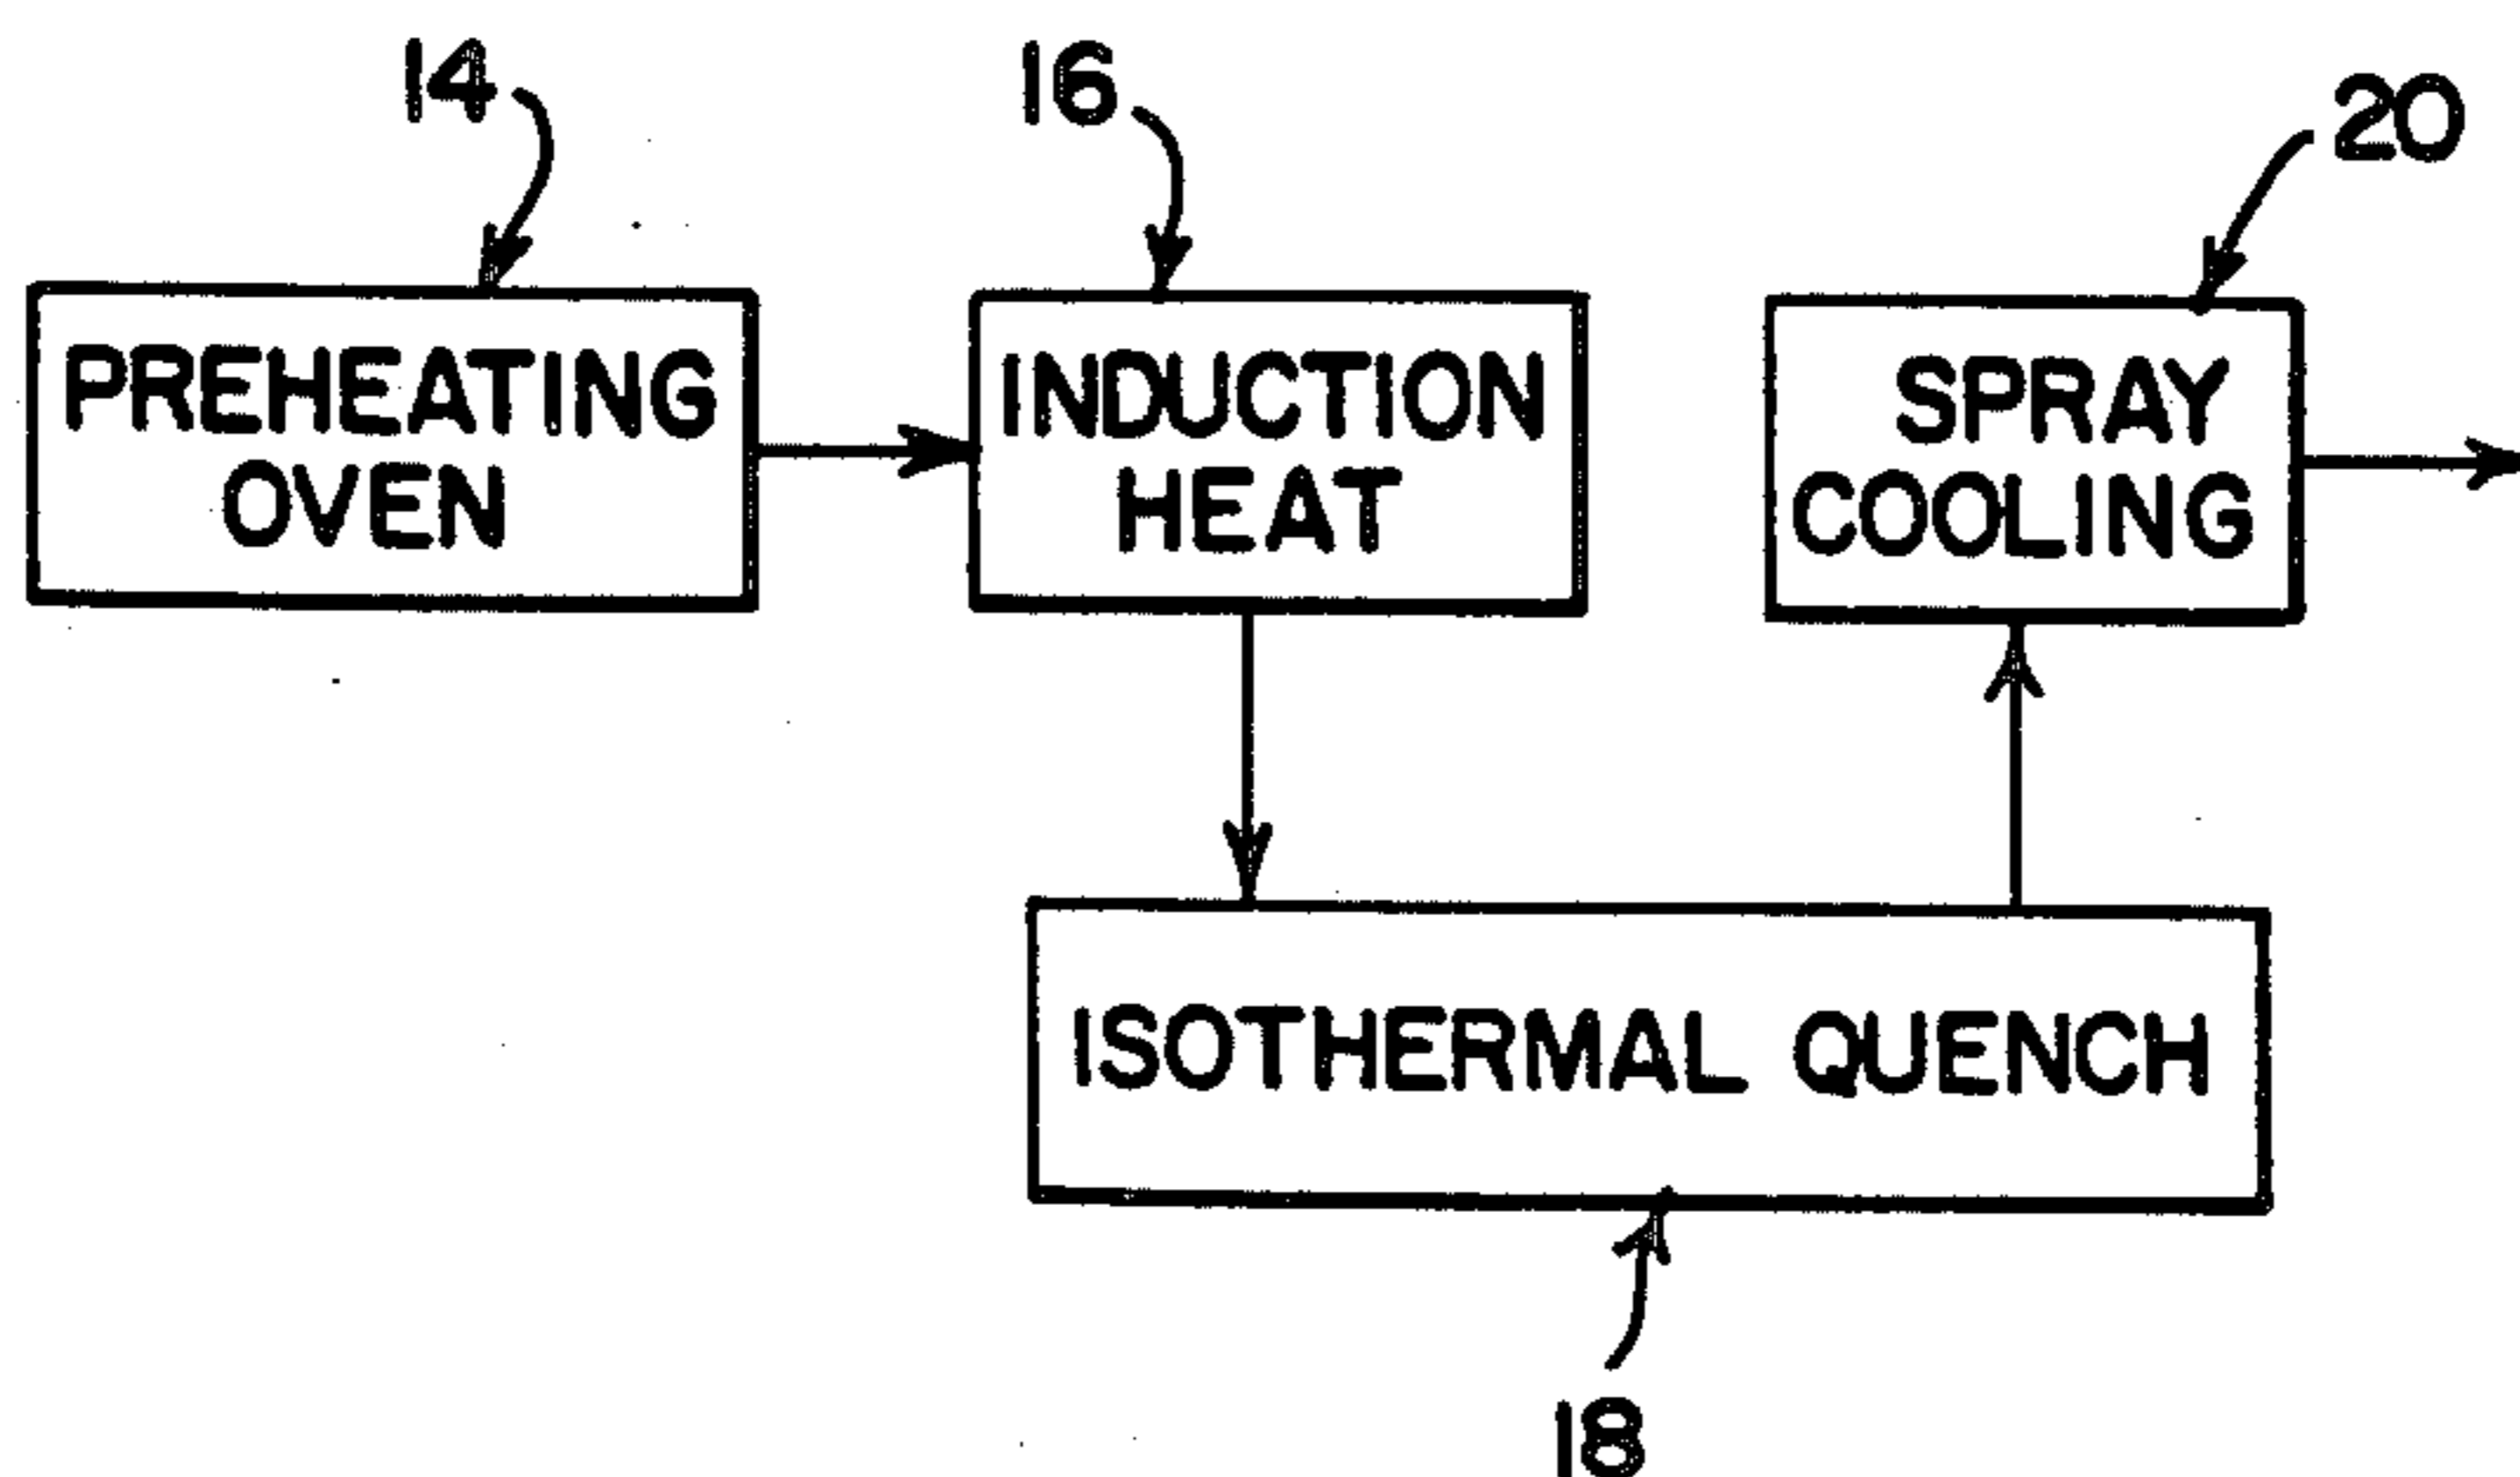 14
16
20
PREHEATING
OVEN
INDUCTION
HEAT
SPRAY
COOLING
ISOTHERMAL QUENCH
18